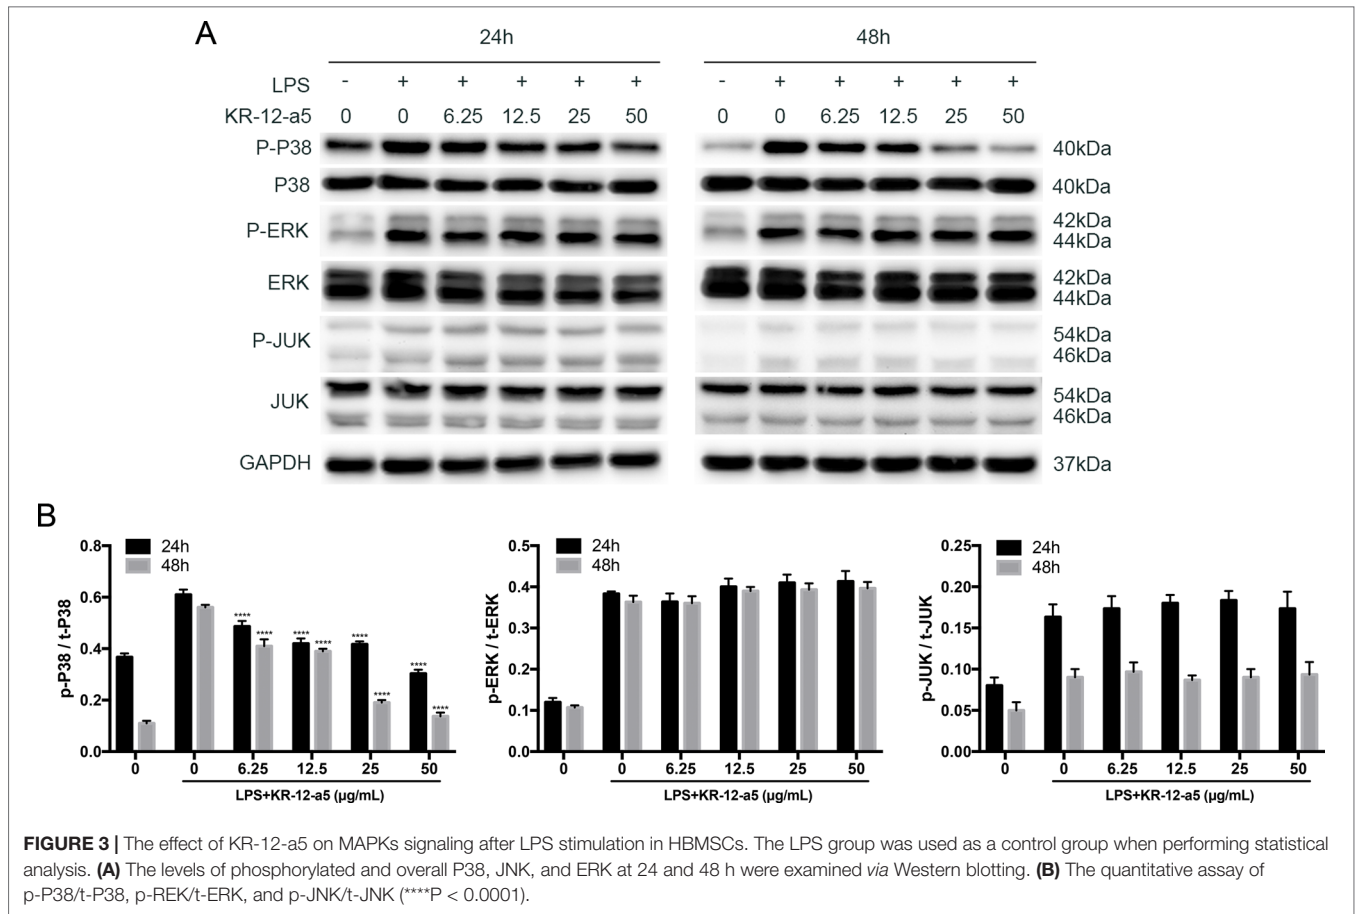 A
24h 48h
LPS - + + + + + - + + + + +
KR-12-a5 0 0 6.25 12.5 25 50 0 0 6.25 12.5 25 50
P-P38 40kDa
P38 40kDa
P-ERK 42kDa
44kDa
ERK 42kDa
44kDa
P-JUK 54kDa
46kDa
JUK 54kDa
46kDa
GAPDH 37kDa
B
p-P38 / t-P38
0.8
0.6
0.4
0.2
0.0
24h
48h
**** **** **** **** **** **** **** ****
0 0 6.25 12.5 25 50
LPS+KR-12-a5 (μg/mL)
p-ERK / t-ERK
0.5
0.4
0.3
0.2
0.1
0.0
24h
48h
0 0 6.25 12.5 25 50
LPS+KR-12-a5 (μg/mL)
p-JUK / t-JUK
0.25
0.20
0.15
0.10
0.05
0.00
24h
48h
0 0 6.25 12.5 25 50
LPS+KR-12-a5 (μg/mL)
FIGURE 3 | The effect of KR-12-a5 on MAPKs signaling after LPS stimulation in HBMSCs. The LPS group was used as a control group when performing statistical
analysis. (A) The levels of phosphorylated and overall P38, JNK, and ERK at 24 and 48 h were examined via Western blotting. (B) The quantitative assay of
p-P38/t-P38, p-REK/t-ERK, and p-JNK/t-JNK (****P < 0.0001).